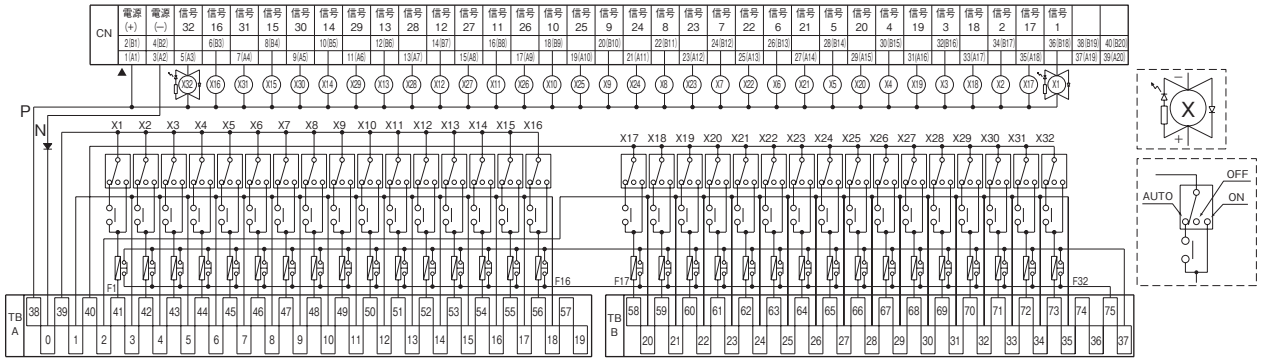 CN 電源 電源 信号 信号 信号 信号 信号 信号 信号 信号 信号 信号 信号 信号 信号 信号 信号 信号 信号 信号 信号 信号 信号 信号 信号 信号 信号 信号 信号 信号 信号 信号 信号 信号
(+) (—) 32 16 31 15 30 14 29 13 28 12 27 11 26 10 25 9 24 8 23 7 22 6 21 5 20 4 19 3 18 2 17 1
2(B1) 4(B2) 6(B3) 8(B4) 10(B5) 12(B6) 14(B7) 16(B8) 18(B9) 20(B10) 22(B11) 24(B12) 26(B13) 28(B14) 30(B15) 32(B16) 34(B17) 36(B18) 38(B19) 40(B20)
1(A1) 3(A2) 5(A3) 7(A4) 9(A5) 11(A6) 13(A7) 15(A8) 17(A9) 19(A10) 21(A11) 23(A12) 25(A13) 27(A14) 29(A15) 31(A16) 33(A17) 35(A18) 37(A19) 39(A20)
X32 X16 X31 X15 X30 X14 X29 X13 X28 X12 X27 X11 X26 X10 X25 X9 X24 X8 X23 X7 X22 X6 X21 X5 X20 X4 X19 X3 X18 X2 X17 X1
P
N
X1 X2 X3 X4 X5 X6 X7 X8 X9 X10 X11 X12 X13 X14 X15 X16
X17 X18 X19 X20 X21 X22 X23 X24 X25 X26 X27 X28 X29 X30 X31 X32
F1 F16 F17 F32
TB A 38 39 40 41 42 43 44 45 46 47 48 49 50 51 52 53 54 55 56 57
0 1 2 3 4 5 6 7 8 9 10 11 12 13 14 15 16 17 18 19
TB B 58 59 60 61 62 63 64 65 66 67 68 69 70 71 72 73 74 75
20 21 22 23 24 25 26 27 28 29 30 31 32 33 34 35 36 37
−
X
+
OFF
AUTO ON